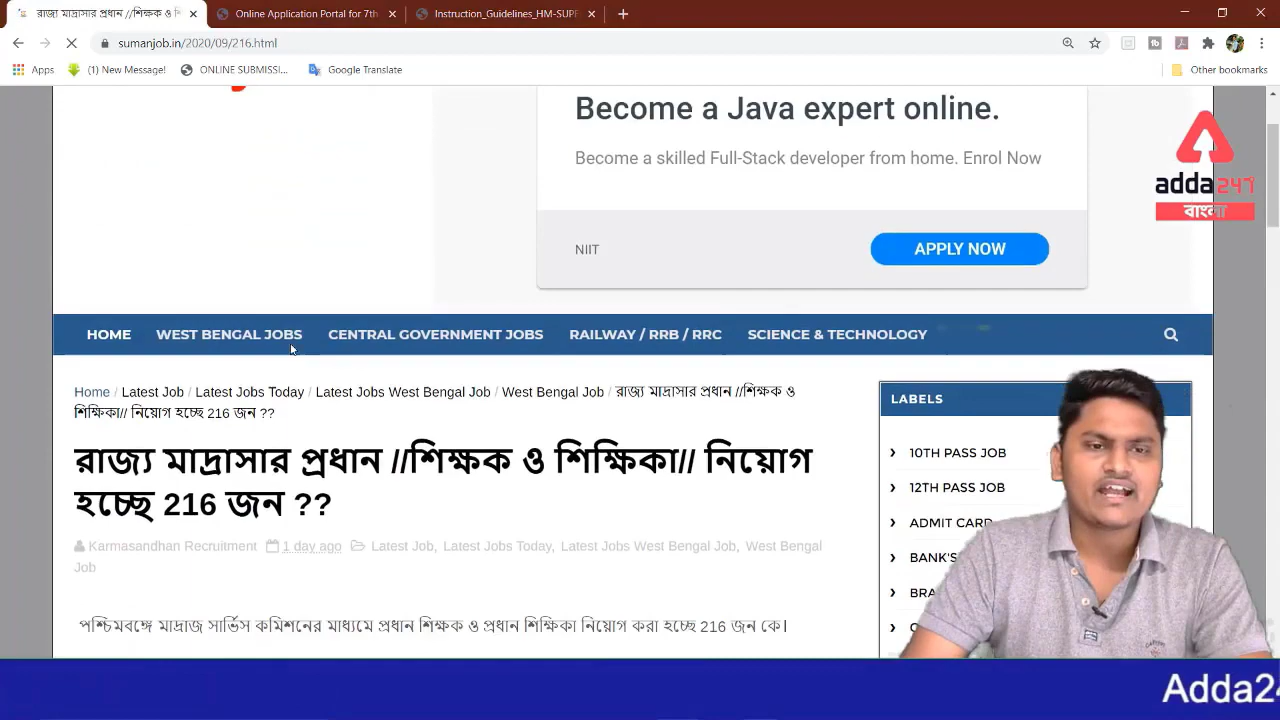 রাজ্য মাদ্রাসার প্রধান //শিক্ষক ও শি
Online Application Portal for 7th
Instruction_Guidelines_HM-SUPE
sumanjob.in/2020/09/216.html
Apps
(1) New Message!
ONLINE SUBMISSI...
Google Translate
Other bookmarks
Become a Java expert online.
Become a skilled Full-Stack developer from home. Enrol Now
NIIT
APPLY NOW
adda247
বাংলা
HOME WEST BENGAL JOBS CENTRAL GOVERNMENT JOBS RAILWAY / RRB / RRC SCIENCE & TECHNOLOGY
Home / Latest Job / Latest Jobs Today / Latest Jobs West Bengal Job / West Bengal Job / রাজ্য মাদ্রাসার প্রধান //শিক্ষক ও
শিক্ষিকা// নিয়োগ হচ্ছে 216 জন ??
রাজ্য মাদ্রাসার প্রধান //শিক্ষক ও শিক্ষিকা// নিয়োগ
হচ্ছে 216 জন ??
Karmasandhan Recruitment 1 day ago Latest Job, Latest Jobs Today, Latest Jobs West Bengal Job, West Bengal
Job
পশ্চিমবঙ্গে মাদ্রাজ সার্ভিস কমিশনের মাধ্যমে প্রধান শিক্ষক ও প্রধান শিক্ষিকা নিয়োগ করা হচ্ছে 216 জন কে।
LABELS
10TH PASS JOB
12TH PASS JOB
ADMIT CARD
BANK'S
BRA
Adda24